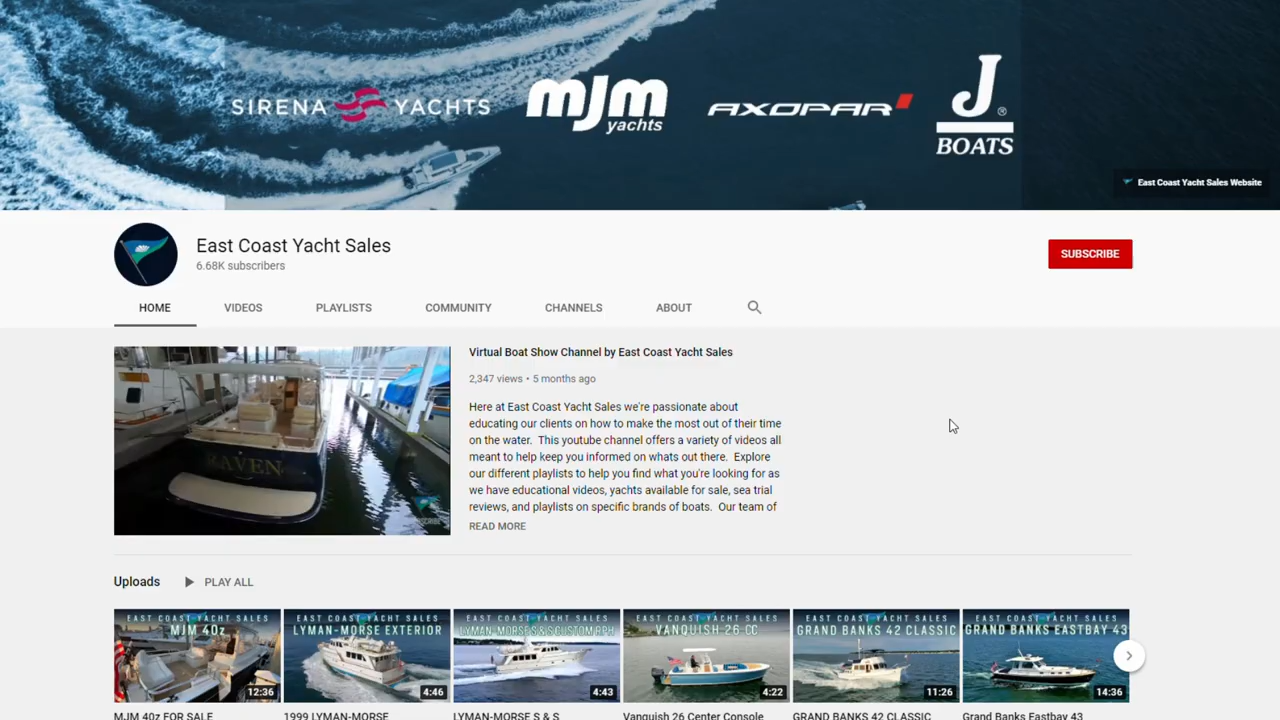 SIRENA YACHTS
mJm
yachts
AXOPAR
J
BOATS
East Coast Yacht Sales Website
East Coast Yacht Sales
6.68K subscribers
SUBSCRIBE
HOME VIDEOS PLAYLISTS COMMUNITY CHANNELS ABOUT
Virtual Boat Show Channel by East Coast Yacht Sales
2,347 views • 5 months ago
Here at East Coast Yacht Sales we're passionate about
educating our clients on how to make the most out of their time
on the water. This youtube channel offers a variety of videos all
meant to help keep you informed on whats out there. Explore
our different playlists to help you find what you're looking for as
we have educational videos, yachts available for sale, sea trial
reviews, and playlists on specific brands of boats. Our team of
READ MORE
RAVEN
SUBSCRIBE
Uploads PLAY ALL
EAST COAST YACHT SALES
MJM 40z
12:36
EAST COAST YACHT SALES
LYMAN-MORSE EXTERIOR
4:46
EAST COAST YACHT SALES
LYMAN-MORSE S&S CUSTOM RPH
4:43
EAST COAST YACHT SALES
VANQUISH 26 CC
4:22
EAST COAST YACHT SALES
GRAND BANKS 42 CLASSIC
11:26
EAST COAST YACHT SALES
GRAND BANKS EASTBAY 43
14:36
MJM 40z FOR SALE
1999 LYMAN-MORSE
LYMAN-MORSE S & S
Vanquish 26 Center Console
GRAND BANKS 42 CLASSIC
Grand Banks Eastbay 43